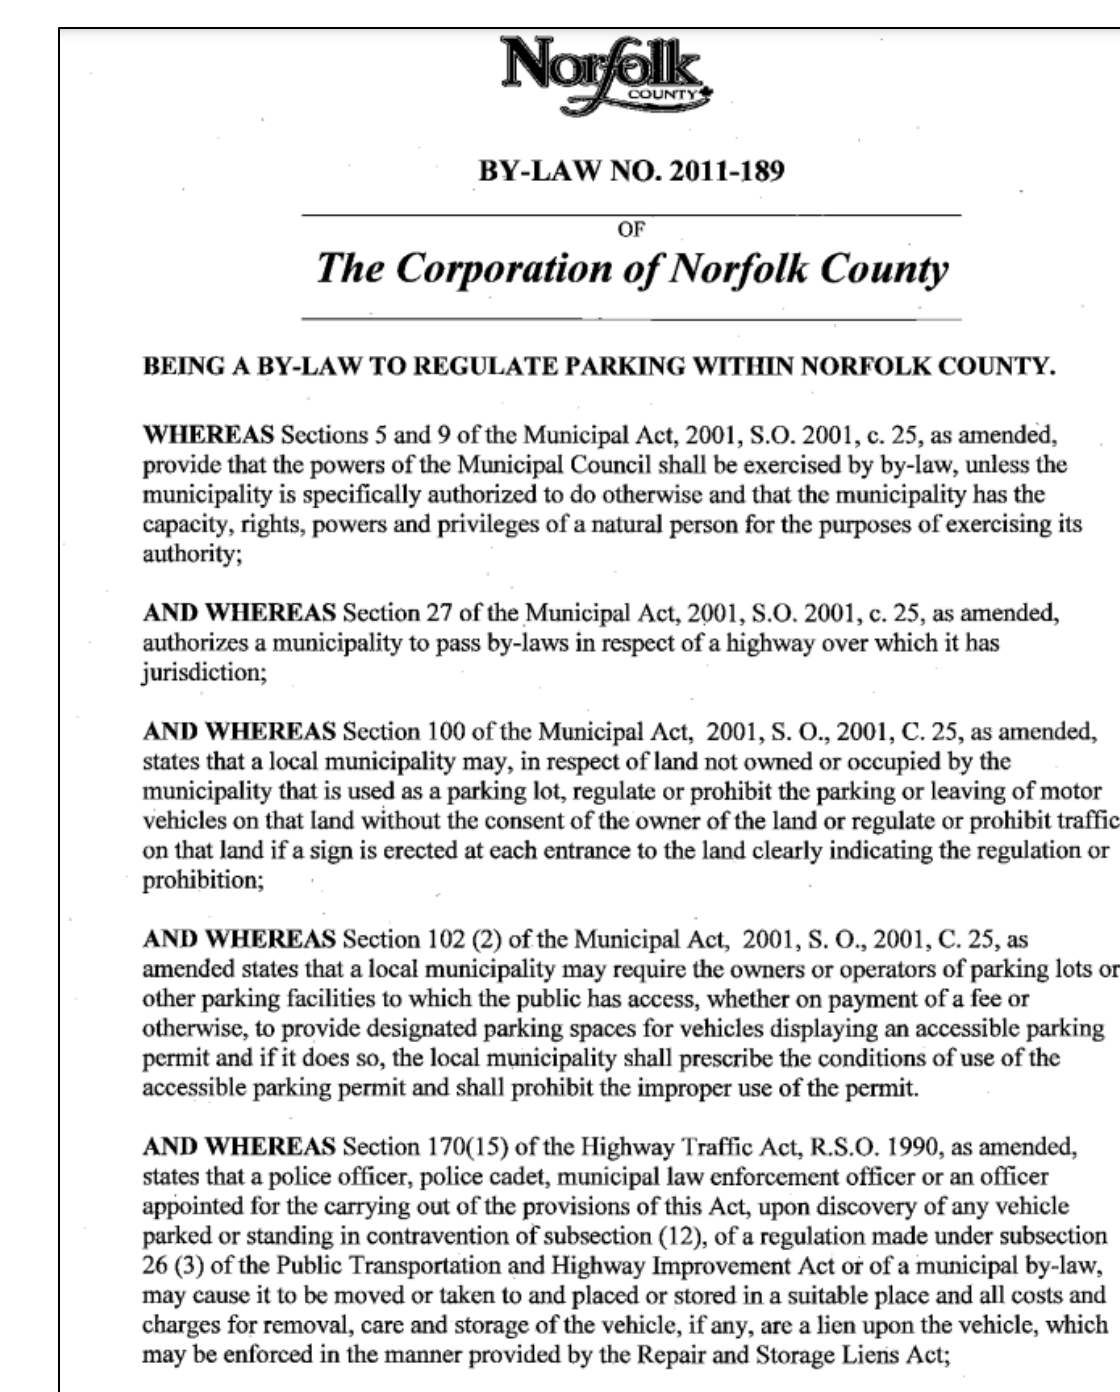 Norfolk
COUNTY
BY-LAW NO. 2011-189
OF
The Corporation of Norfolk County
BEING A BY-LAW TO REGULATE PARKING WITHIN NORFOLK COUNTY.
WHEREAS Sections 5 and 9 of the Municipal Act, 2001, S.O. 2001, c. 25, as amended,
provide that the powers of the Municipal Council shall be exercised by by-law, unless the
municipality is specifically authorized to do otherwise and that the municipality has the
capacity, rights, powers and privileges of a natural person for the purposes of exercising its
authority;
AND WHEREAS Section 27 of the Municipal Act, 2001, S.O. 2001, c. 25, as amended,
authorizes a municipality to pass by-laws in respect of a highway over which it has
jurisdiction;
AND WHEREAS Section 100 of the Municipal Act, 2001, S. O., 2001, C. 25, as amended,
states that a local municipality may, in respect of land not owned or occupied by the
municipality that is used as a parking lot, regulate or prohibit the parking or leaving of motor
vehicles on that land without the consent of the owner of the land or regulate or prohibit traffic
on that land if a sign is erected at each entrance to the land clearly indicating the regulation or
prohibition;
AND WHEREAS Section 102 (2) of the Municipal Act, 2001, S. O., 2001, C. 25, as
amended states that a local municipality may require the owners or operators of parking lots or
other parking facilities to which the public has access, whether on payment of a fee or
otherwise, to provide designated parking spaces for vehicles displaying an accessible parking
permit and if it does so, the local municipality shall prescribe the conditions of use of the
accessible parking permit and shall prohibit the improper use of the permit.
AND WHEREAS Section 170(15) of the Highway Traffic Act, R.S.O. 1990, as amended,
states that a police officer, police cadet, municipal law enforcement officer or an officer
appointed for the carrying out of the provisions of this Act, upon discovery of any vehicle
parked or standing in contravention of subsection (12), of a regulation made under subsection
26 (3) of the Public Transportation and Highway Improvement Act or of a municipal by-law,
may cause it to be moved or taken to and placed or stored in a suitable place and all costs and
charges for removal, care and storage of the vehicle, if any, are a lien upon the vehicle, which
may be enforced in the manner provided by the Repair and Storage Liens Act;